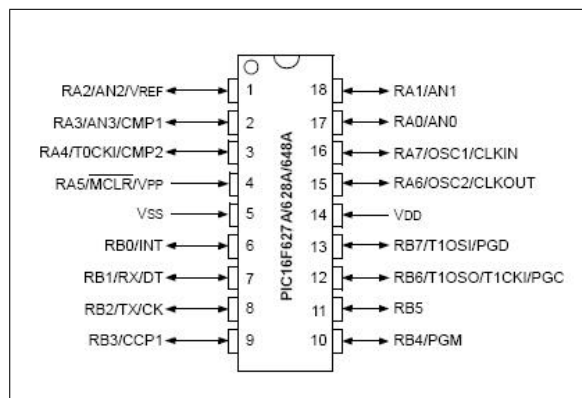 RA2/AN2/VREF 1 18 RA1/AN1
RA3/AN3/CMP1 2 17 RA0/AN0
RA4/T0CKI/CMP2 3 16 RA7/OSC1/CLKIN
RA5/MCLR/VPP 4 15 RA6/OSC2/CLKOUT
VSS 5 14 VDD
RB0/INT 6 13 RB7/T1OSI/PGD
RB1/RX/DT 7 12 RB6/T1OSO/T1CKI/PGC
RB2/TX/CK 8 11 RB5
RB3/CCP1 9 10 RB4/PGM
PIC16F627A/628A/648A